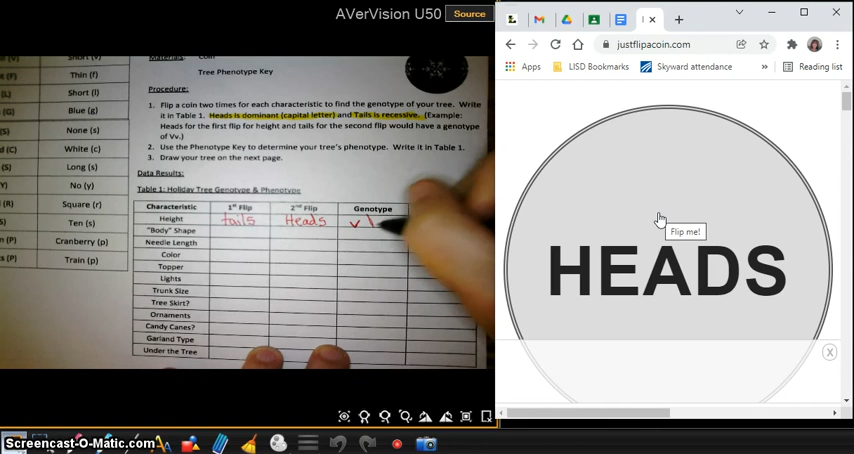 AVerVision U50
Source
Short (v)
Thin (f)
Short (l)
Blue (g)
None (s)
White (c)
Long (s)
No (y)
Square (r)
Ten (s)
Cranberry (p)
Train (p)
Materials: Coin
Tree Phenotype Key
Procedure:
1. Flip a coin two times for each characteristic to find the genotype of your tree. Write
it in Table 1. Heads is dominant (capital letter) and Tails is recessive. (Example:
Heads for the first flip for height and tails for the second flip would have a genotype
of Vv.)
2. Use the Phenotype Key to determine your tree's phenotype. Write it in Table 1.
3. Draw your tree on the next page.
Data Results:
Table 1: Holiday Tree Genotype & Phenotype
Characteristic 1st Flip 2nd Flip Genotype
Height tails Heads v
"Body" Shape
Needle Length
Color
Topper
Lights
Trunk Size
Tree Skirt?
Ornaments
Candy Canes?
Garland Type
Under the Tree
Screencast-O-Matic.com
justflipacoin.com
Apps LISD Bookmarks Skyward attendance » Reading list
HEADS
Flip me!
X